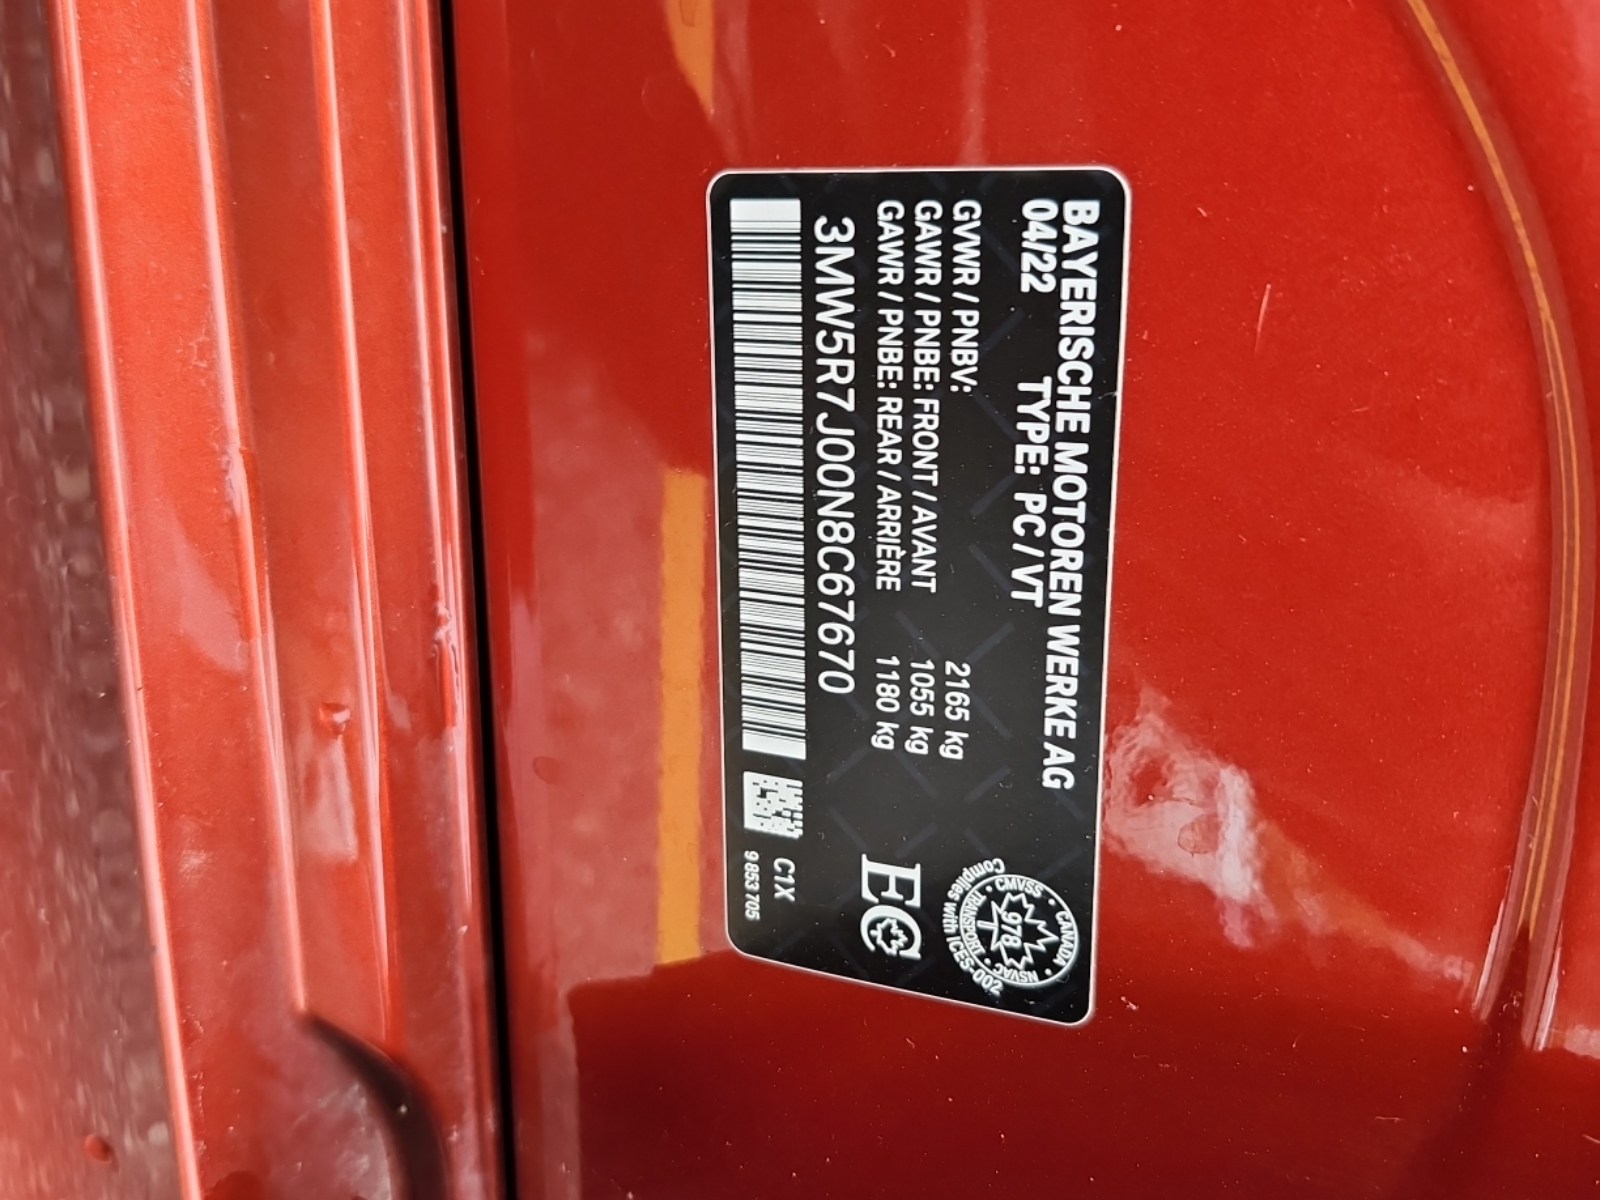 BAYERISCHE MOTOREN WERKE AG
04/22 TYPE: PC / VT
GVWR / PNBV: 2165 kg
GAWR / PNBE: FRONT / AVANT 1055 kg
GAWR / PNBE: REAR / ARRIÈRE 1180 kg
3MW5R7J00N8C67670
CANADA
CMVSS
978
NSVAC
TRANSPORT
Complies with ICES-002
EC
C1X
9 853 705